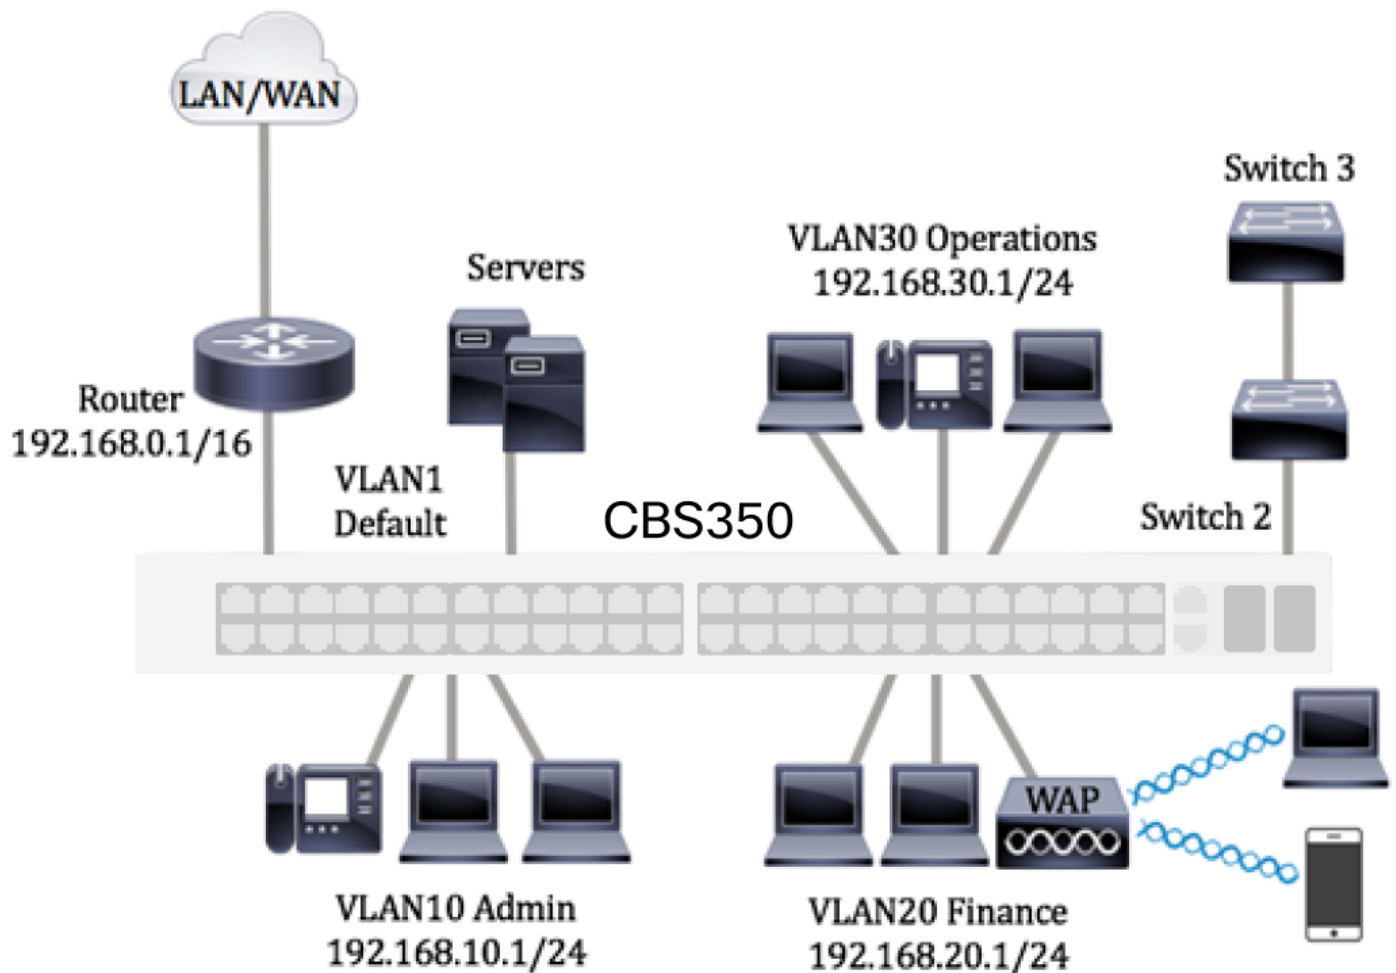 LAN/WAN
Switch 3
VLAN30 Operations
192.168.30.1/24
Servers
Router
192.168.0.1/16
VLAN1
Default
CBS350
Switch 2
WAP
VLAN10 Admin
192.168.10.1/24
VLAN20 Finance
192.168.20.1/24